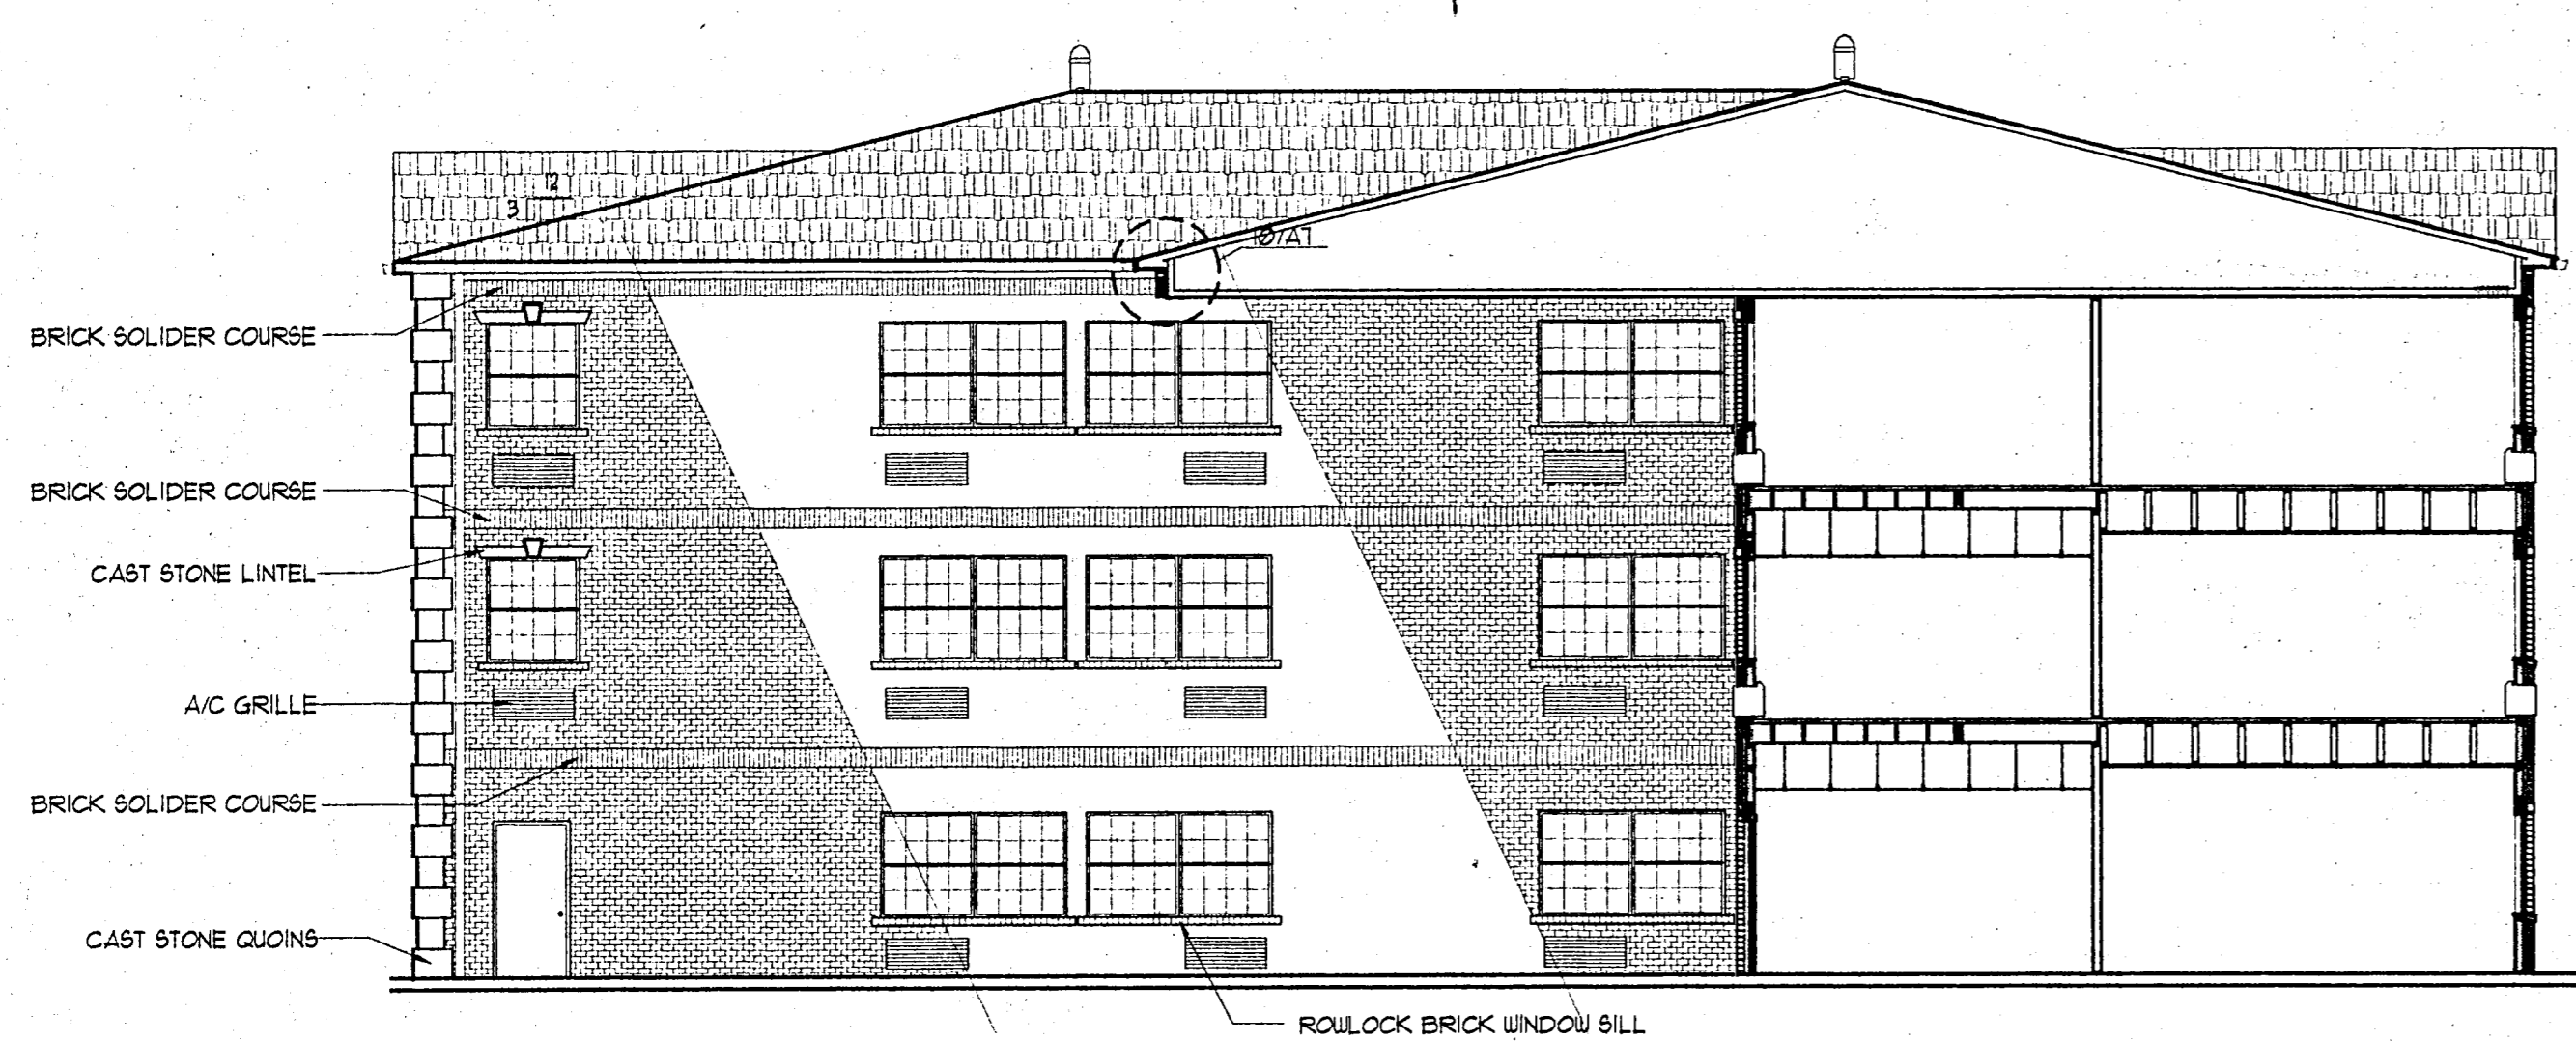 12
3
10/A7
BRICK SOLIDER COURSE
BRICK SOLIDER COURSE
CAST STONE LINTEL
A/C GRILLE
BRICK SOLIDER COURSE
CAST STONE QUOINS
ROWLOCK BRICK WINDOW SILL